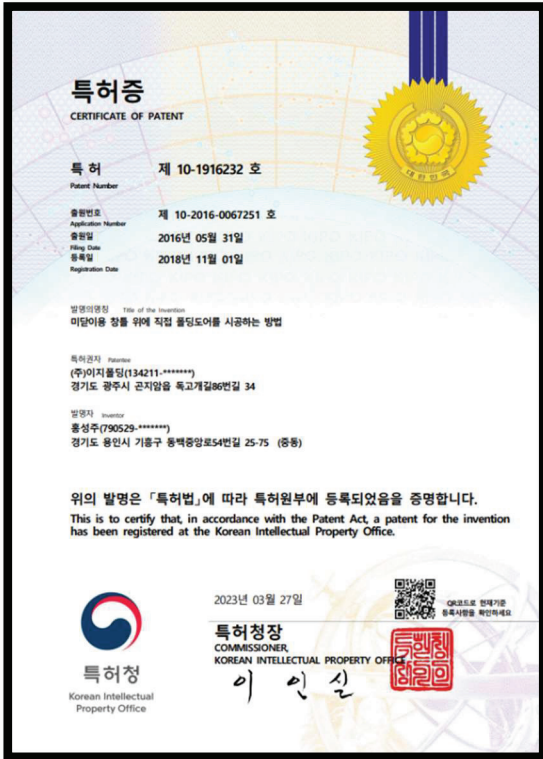 특허증
CERTIFICATE OF PATENT
특 허 제 10-1916232 호
Patent Number
출원번호 제 10-2016-0067251 호
Application Number
출원일 2016년 05월 31일
Filing Date
등록일 2018년 11월 01일
Registration Date
발명의명칭 Title of the Invention
미닫이용 창틀 위에 직접 폴딩도어를 시공하는 방법
특허권자 Patentee
(주)이지폴딩(134211-*******)
경기도 광주시 곤지암읍 독고개길86번길 34
발명자 Inventor
홍성주(790529-*******)
경기도 용인시 기흥구 동백중앙로54번길 25-75 (중동)
위의 발명은 「특허법」에 따라 특허원부에 등록되었음을 증명합니다.
This is to certify that, in accordance with the Patent Act, a patent for the invention
has been registered at the Korean Intellectual Property Office.
2023년 03월 27일
QR코드로 현재기준
등록사항을 확인하세요
특허청장
COMMISSIONER,
KOREAN INTELLECTUAL PROPERTY OFFICE
이 인 실
특허청
Korean Intellectual
Property Office
대한민국